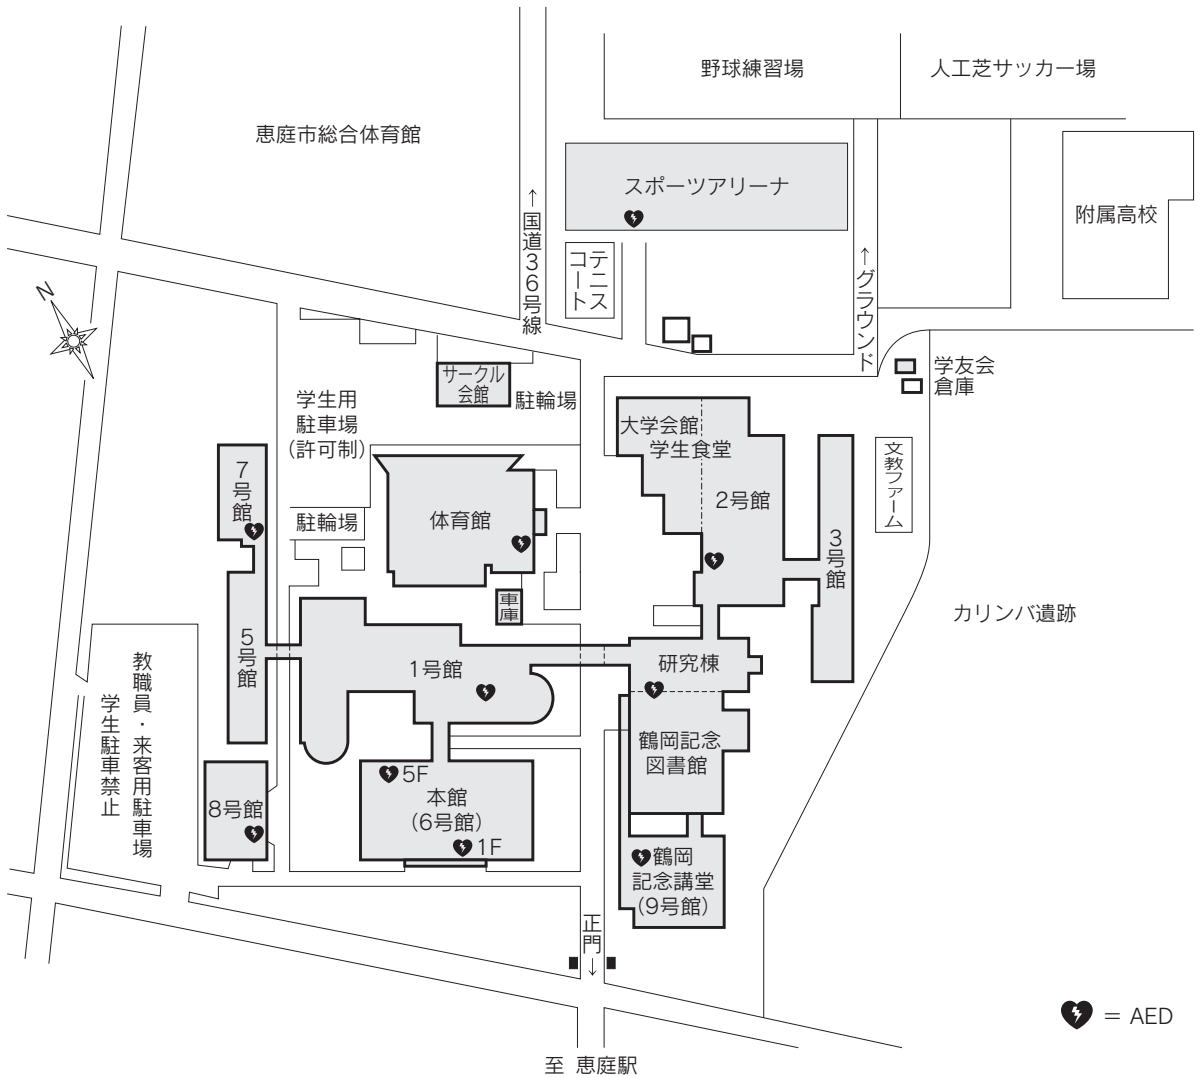 野球練習場
人工芝サッカー場
恵庭市総合体育館
スポーツアリーナ
附属高校
↑国道36号線
テニス
コート
↑グラウンド
N
学友会
倉庫
サークル
会館
駐輪場
学生用
駐車場
(許可制)
大学会館
学生食堂
2号館
文教ファーム
7号館
駐輪場
体育館
3号館
車庫
カリンバ遺跡
5号館
1号館
研究棟
教職員・来客用駐車場
学生駐車禁止
鶴岡記念
図書館
5F
本館
(6号館)
1F
8号館
鶴岡
記念講堂
(9号館)
正門↓
= AED
至 恵庭駅